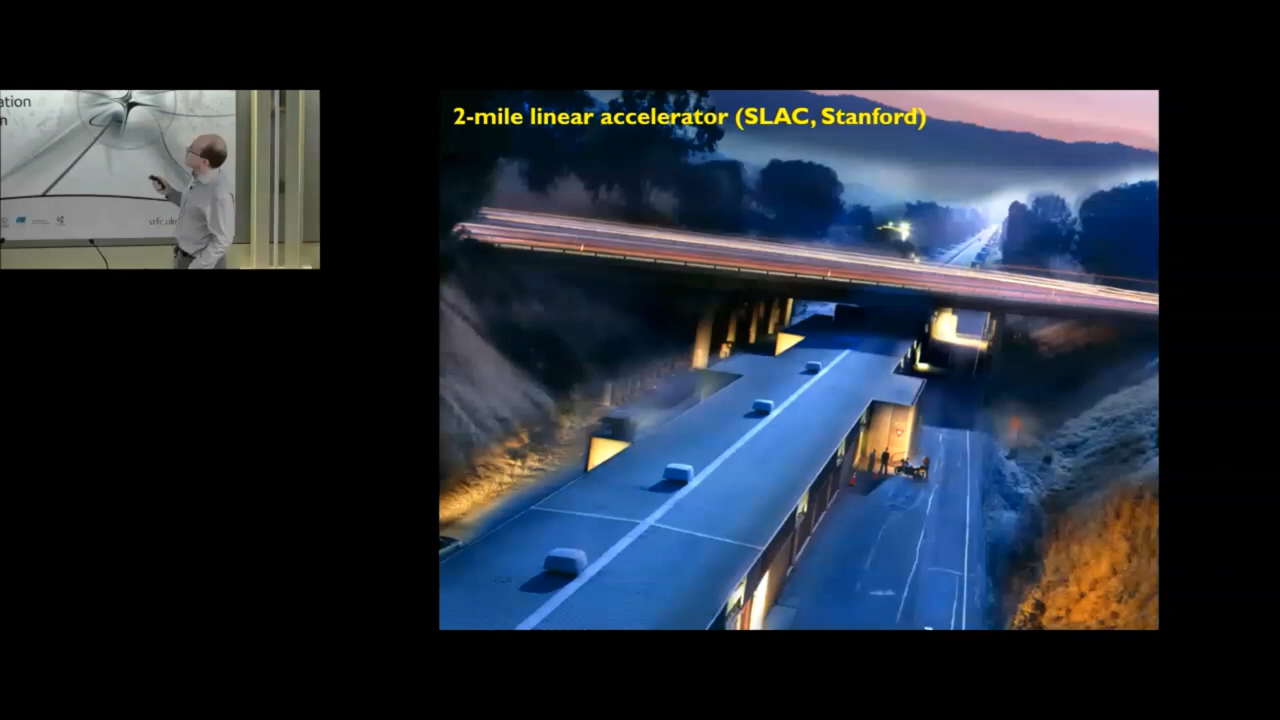 2-mile linear accelerator (SLAC, Stanford)
ation
n
stfc.uk